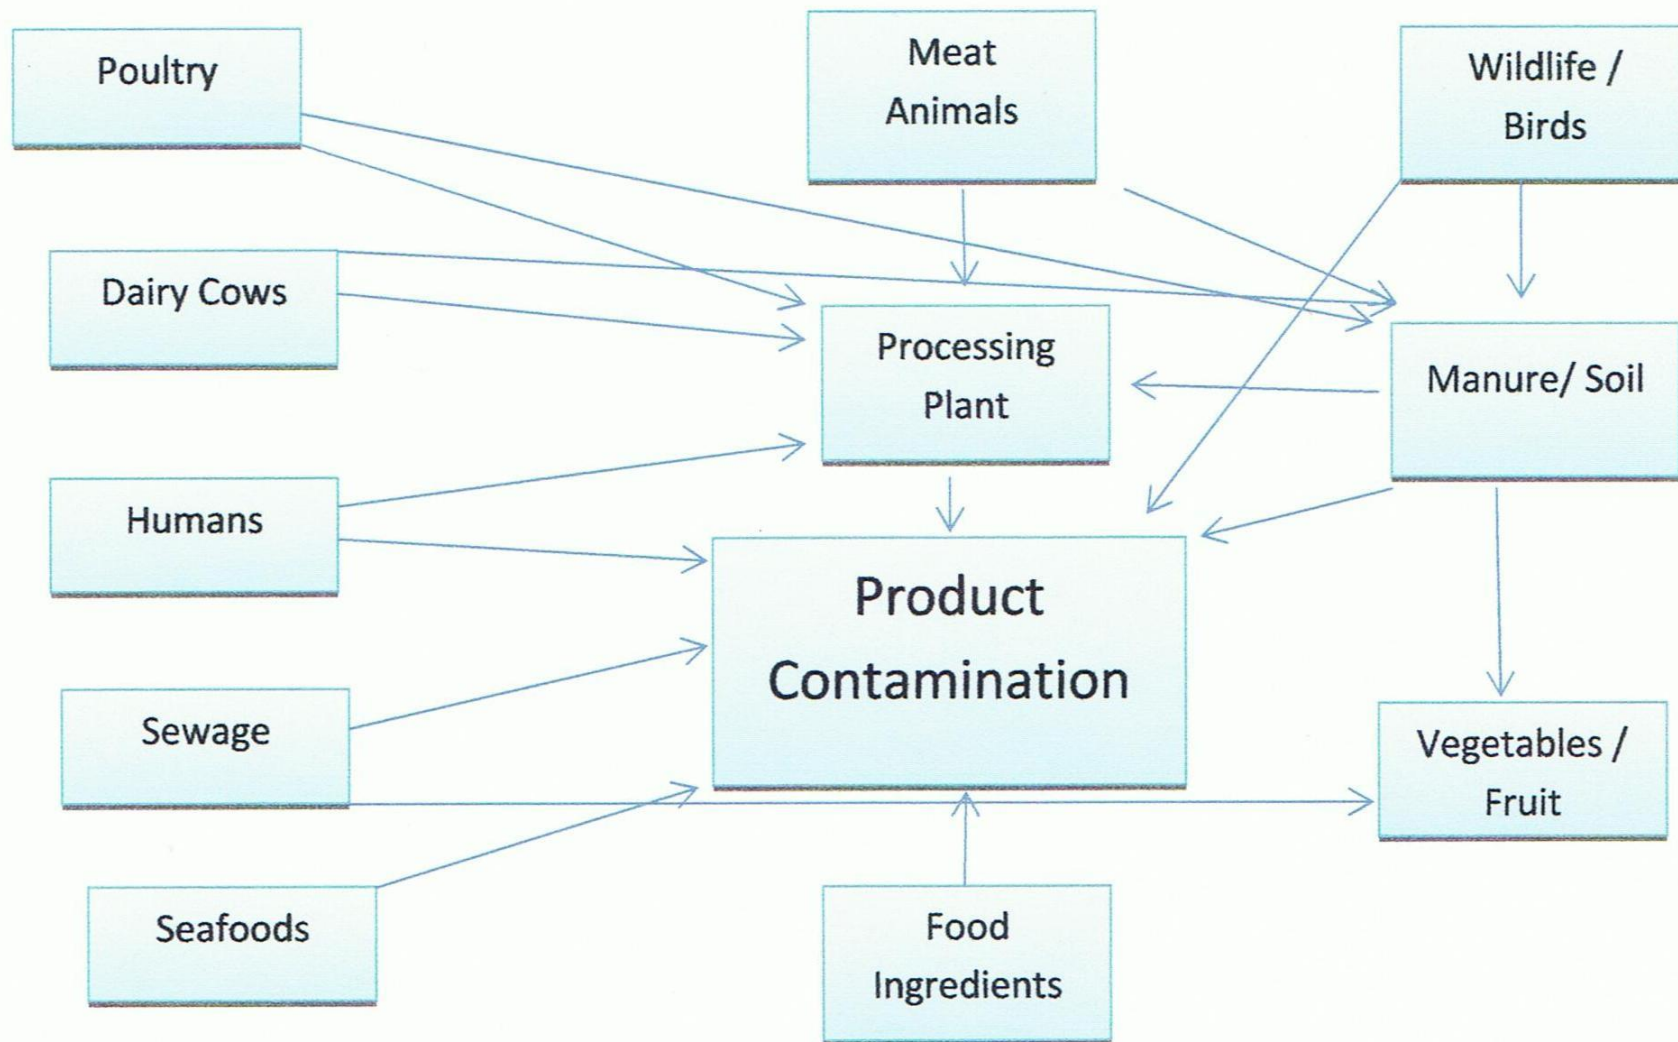 Poultry
Meat
Animals
Wildlife /
Birds
Dairy Cows
Processing
Plant
Manure/ Soil
Humans
Product
Contamination
Sewage
Vegetables /
Fruit
Seafoods
Food
Ingredients